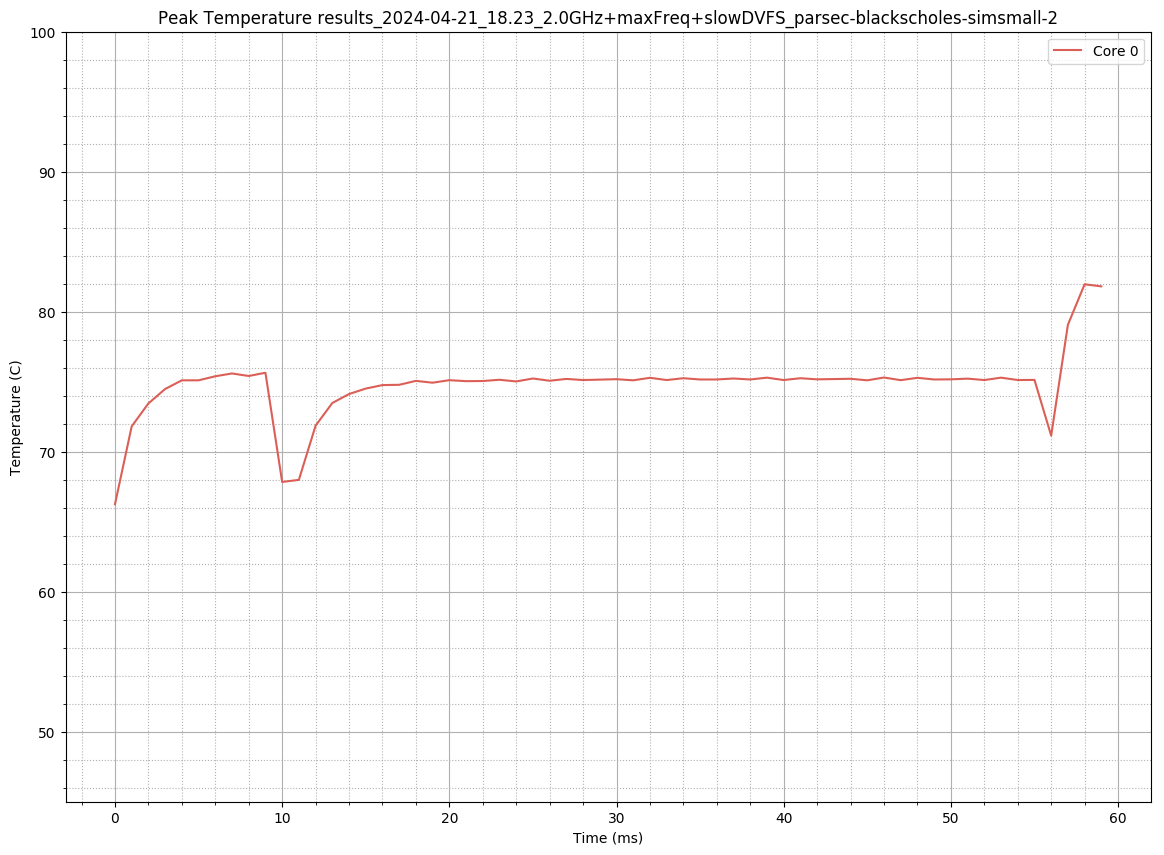 Peak Temperature results_2024-04-21_18.23_2.0GHz+maxFreq+slowDVFS_parsec-blackscholes-simsmall-2
Core 0
100
90
80
70
60
50
Temperature (C)
0 10 20 30 40 50 60
Time (ms)